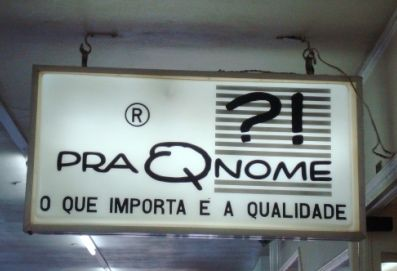 ®
?!
PRA Q NOME
O QUE IMPORTA E A QUALIDADE